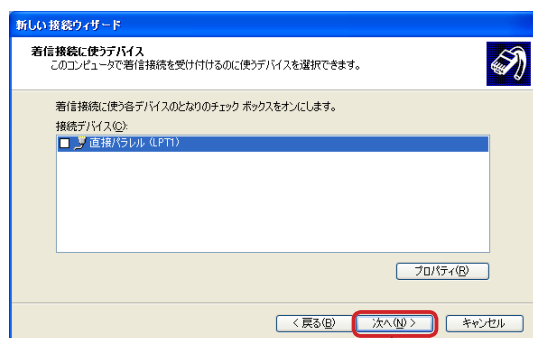 新しい接続ウィザード
着信接続に使うデバイス
このコンピュータで着信接続を受け付けるのに使うデバイスを選択できます。
着信接続に使う各デバイスのとなりのチェック ボックスをオンにします。
接続デバイス(C):
直接パラレル (LPT1)
プロパティ(R)
< 戻る(B)
次へ(N) >
キャンセル